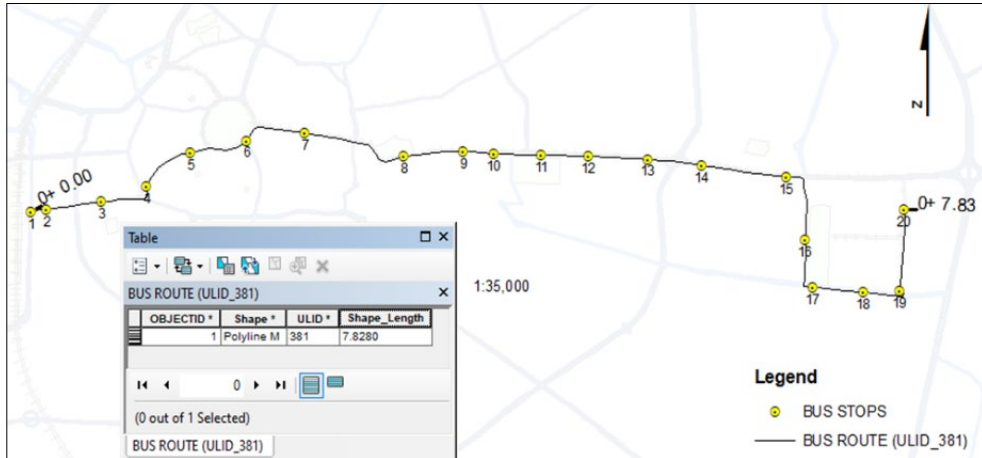 0+ 0.00
1
2
3
4
5
6
7
8
9
10
11
12
13
14
15
16
17
18
19
20
0+ 7.83
N
Table
BUS ROUTE (ULID_381)
OBJECTID * Shape * ULID * Shape_Length
1 Polyline M 381 7.8280
0
(0 out of 1 Selected)
BUS ROUTE (ULID_381)
1:35,000
Legend
BUS STOPS
BUS ROUTE (ULID_381)